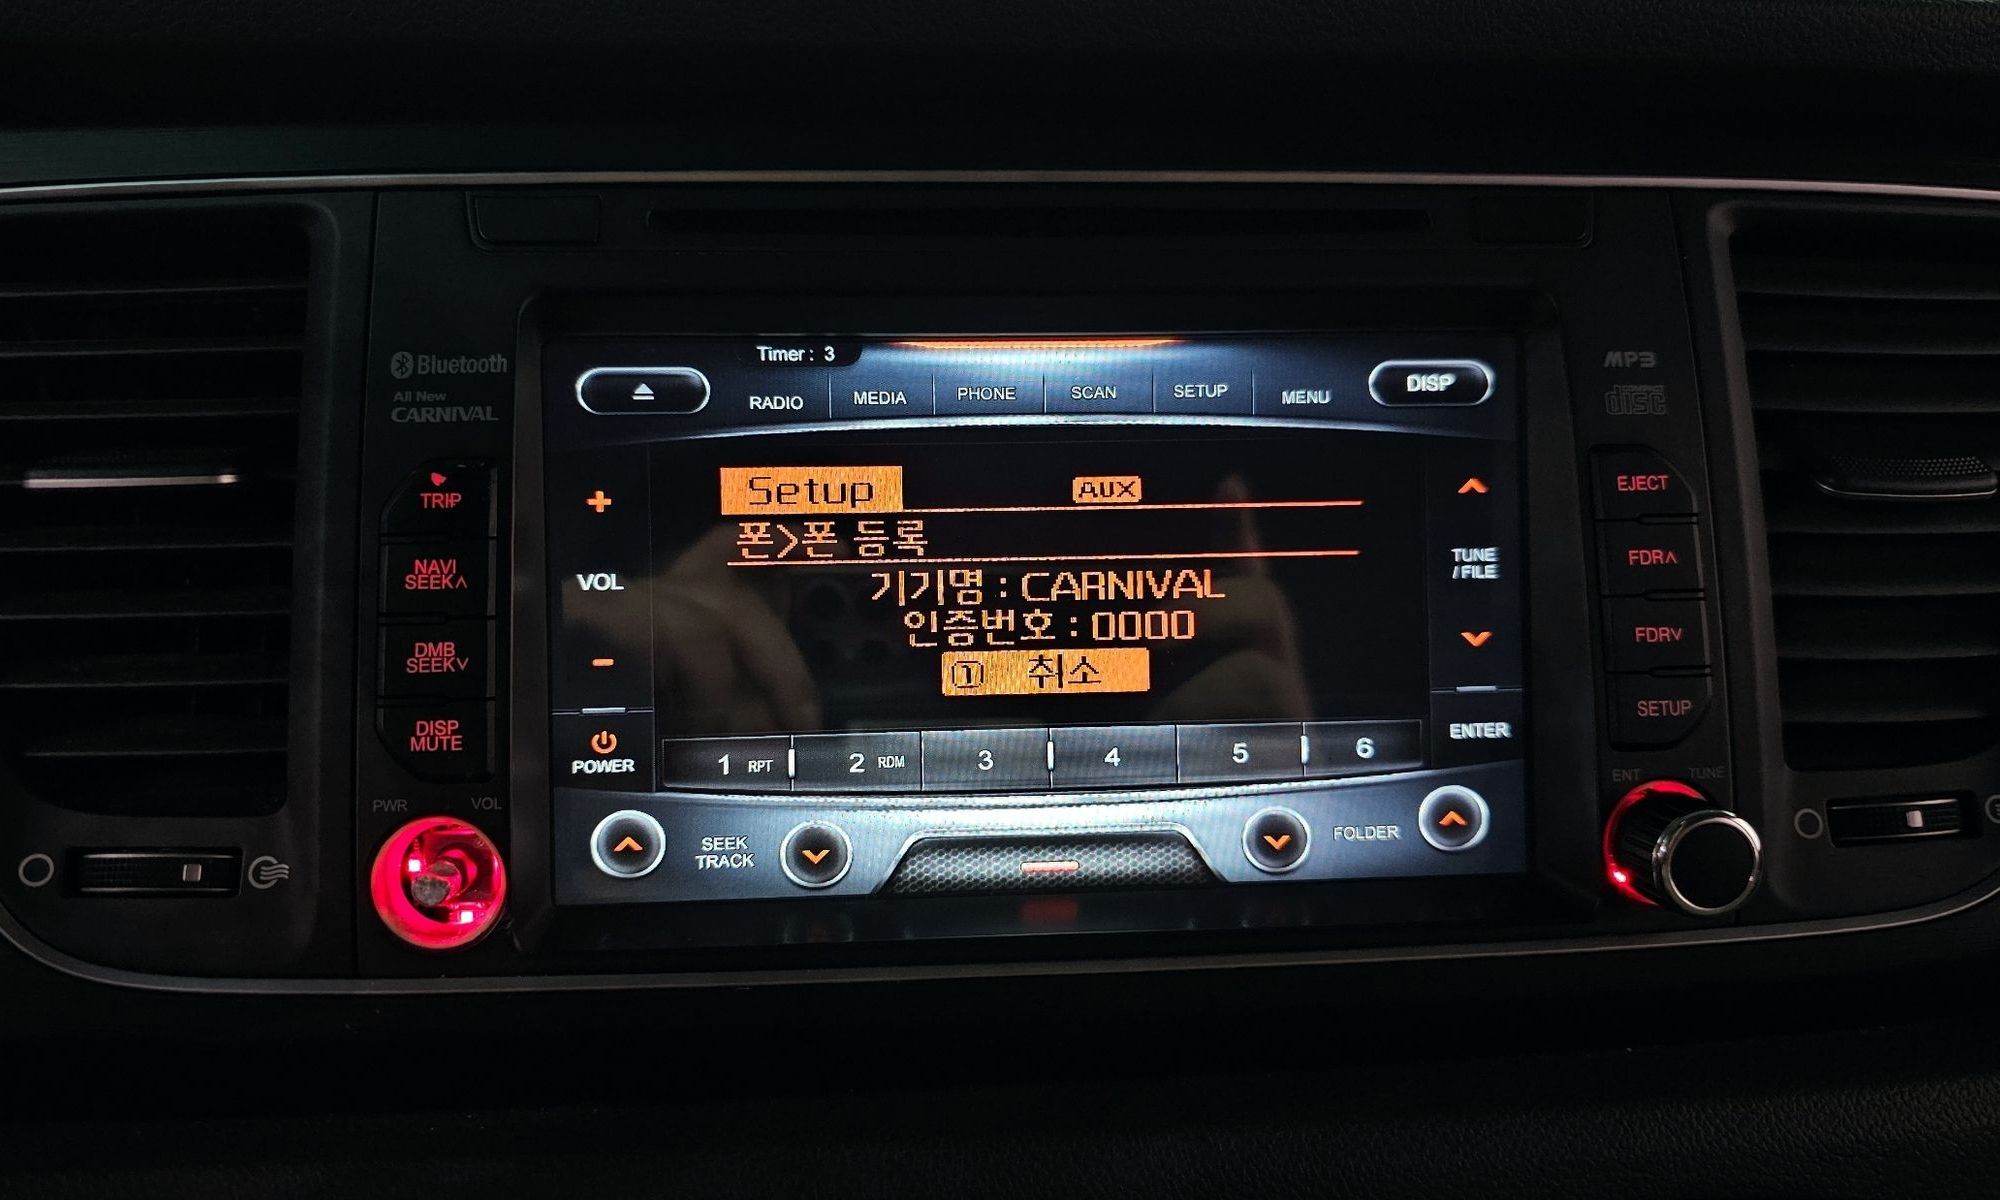 Timer : 3
RADIO MEDIA PHONE SCAN SETUP MENU DISP
Bluetooth
All New
CARNIVAL
MP3
COMPACT
disc
TRIP
NAVI
SEEK∧
DMB
SEEK∨
DISP
MUTE
PWR VOL
+
VOL
−
POWER
Setup AUX
폰>폰 등록
기기명 : CARNIVAL
인증번호 : 0000
① 취소
TUNE
/ FILE
ENTER
1 RPT 2 RDM 3 4 5 6
SEEK
TRACK
FOLDER
EJECT
FDR∧
FDR∨
SETUP
ENT TUNE